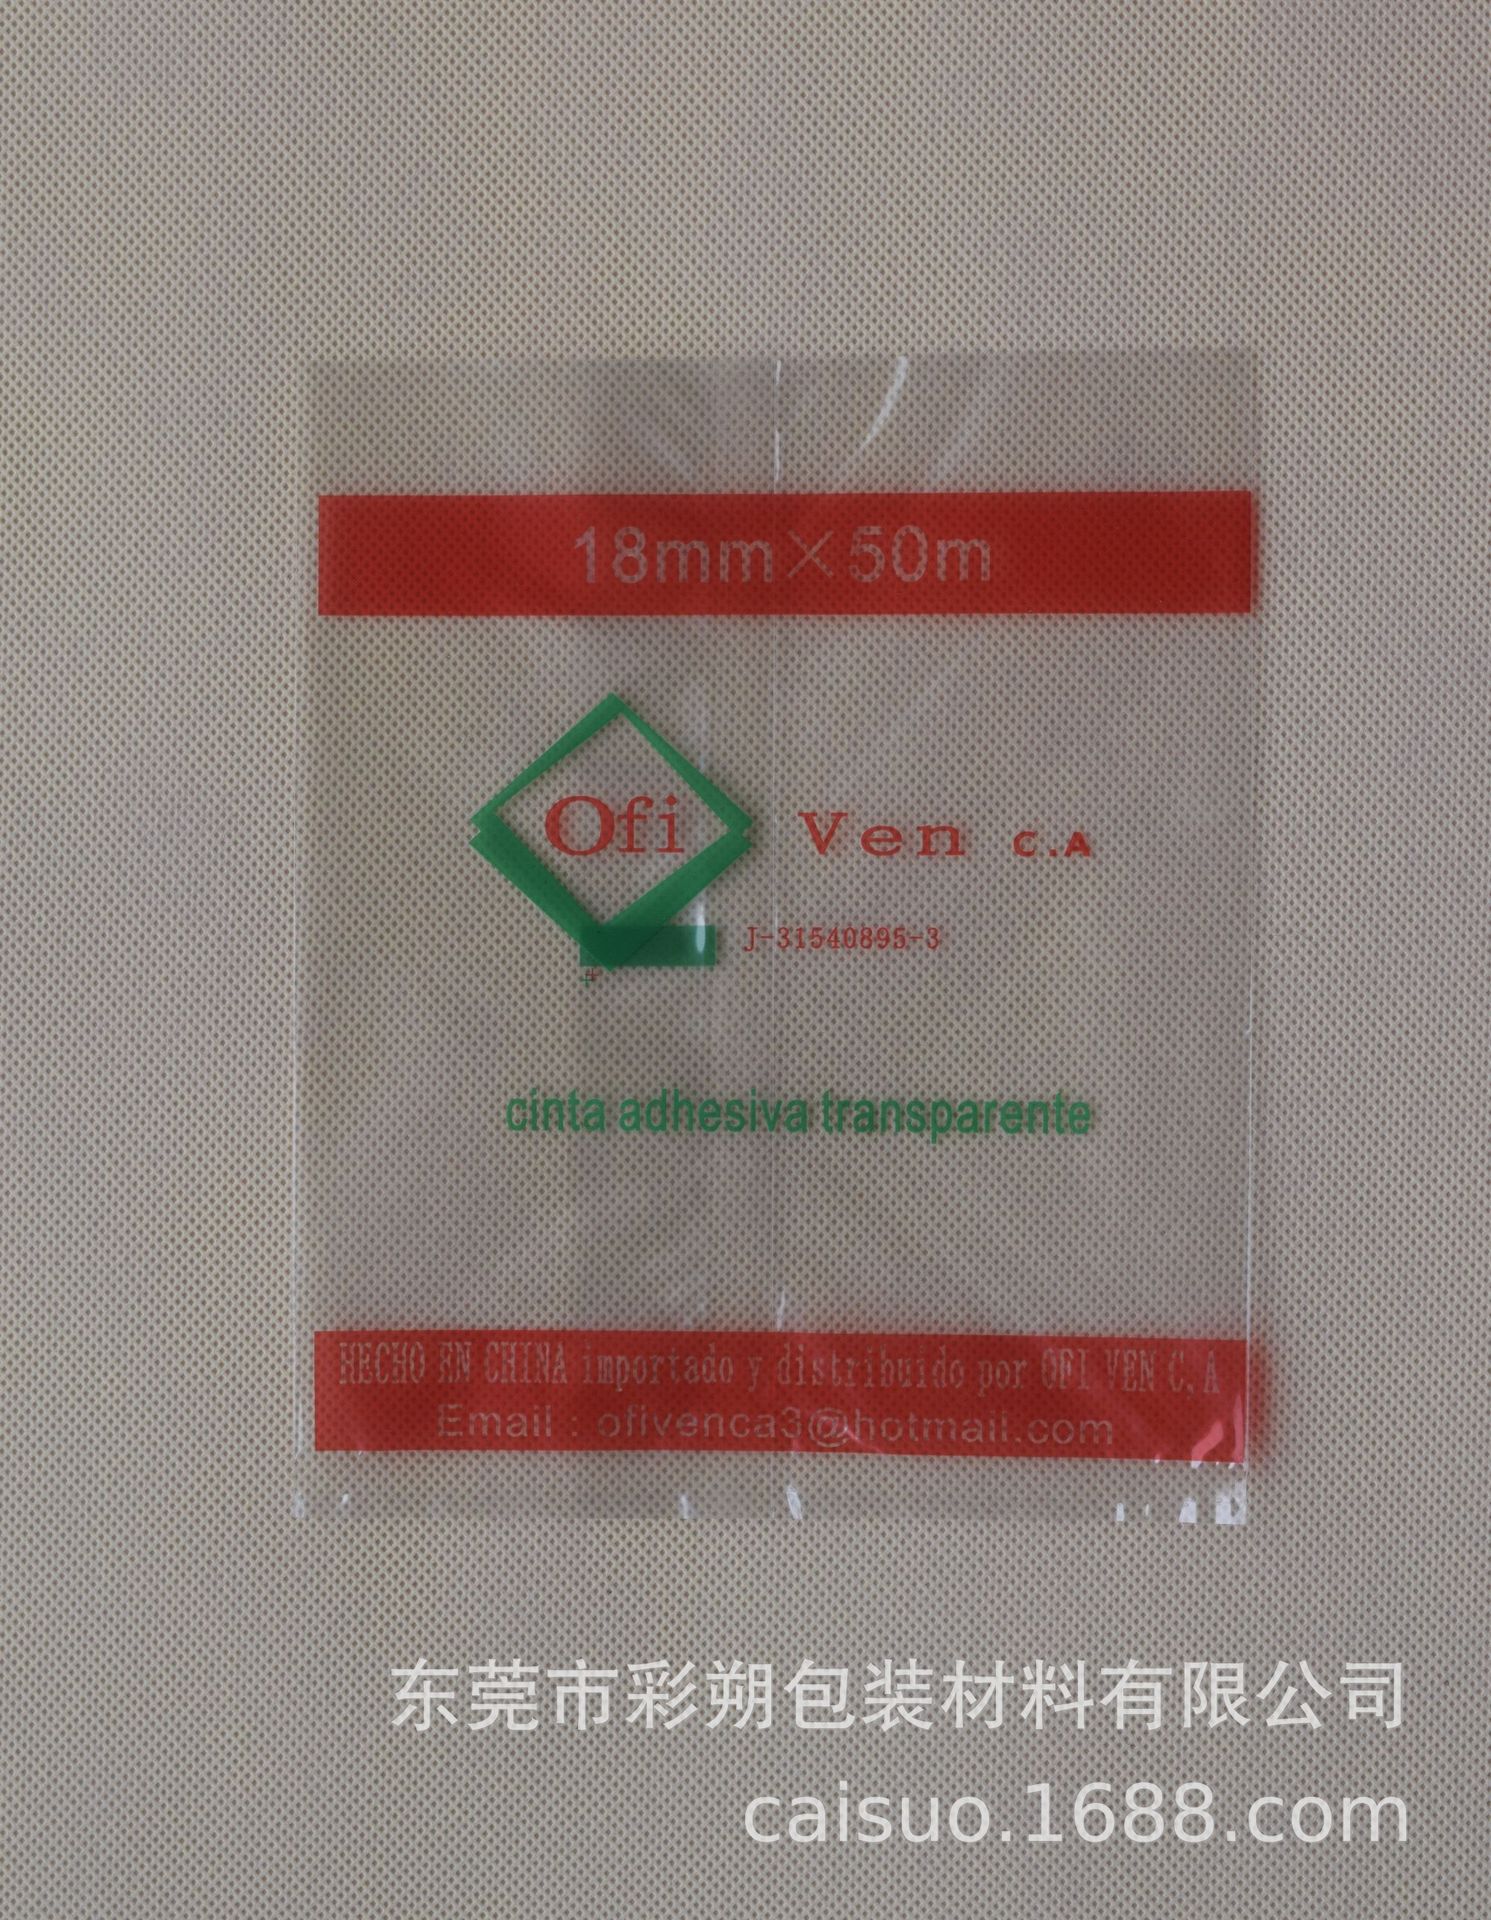 18mm×50m
Ofi Ven C.A
J-31540895-3
cinta adhesiva transparente
HECHO EN CHINA importado y distribuido por OFI VEN C,A
Email : ofivenca3@hotmail.com
东莞市彩朔包装材料有限公司
caisuo.1688.com